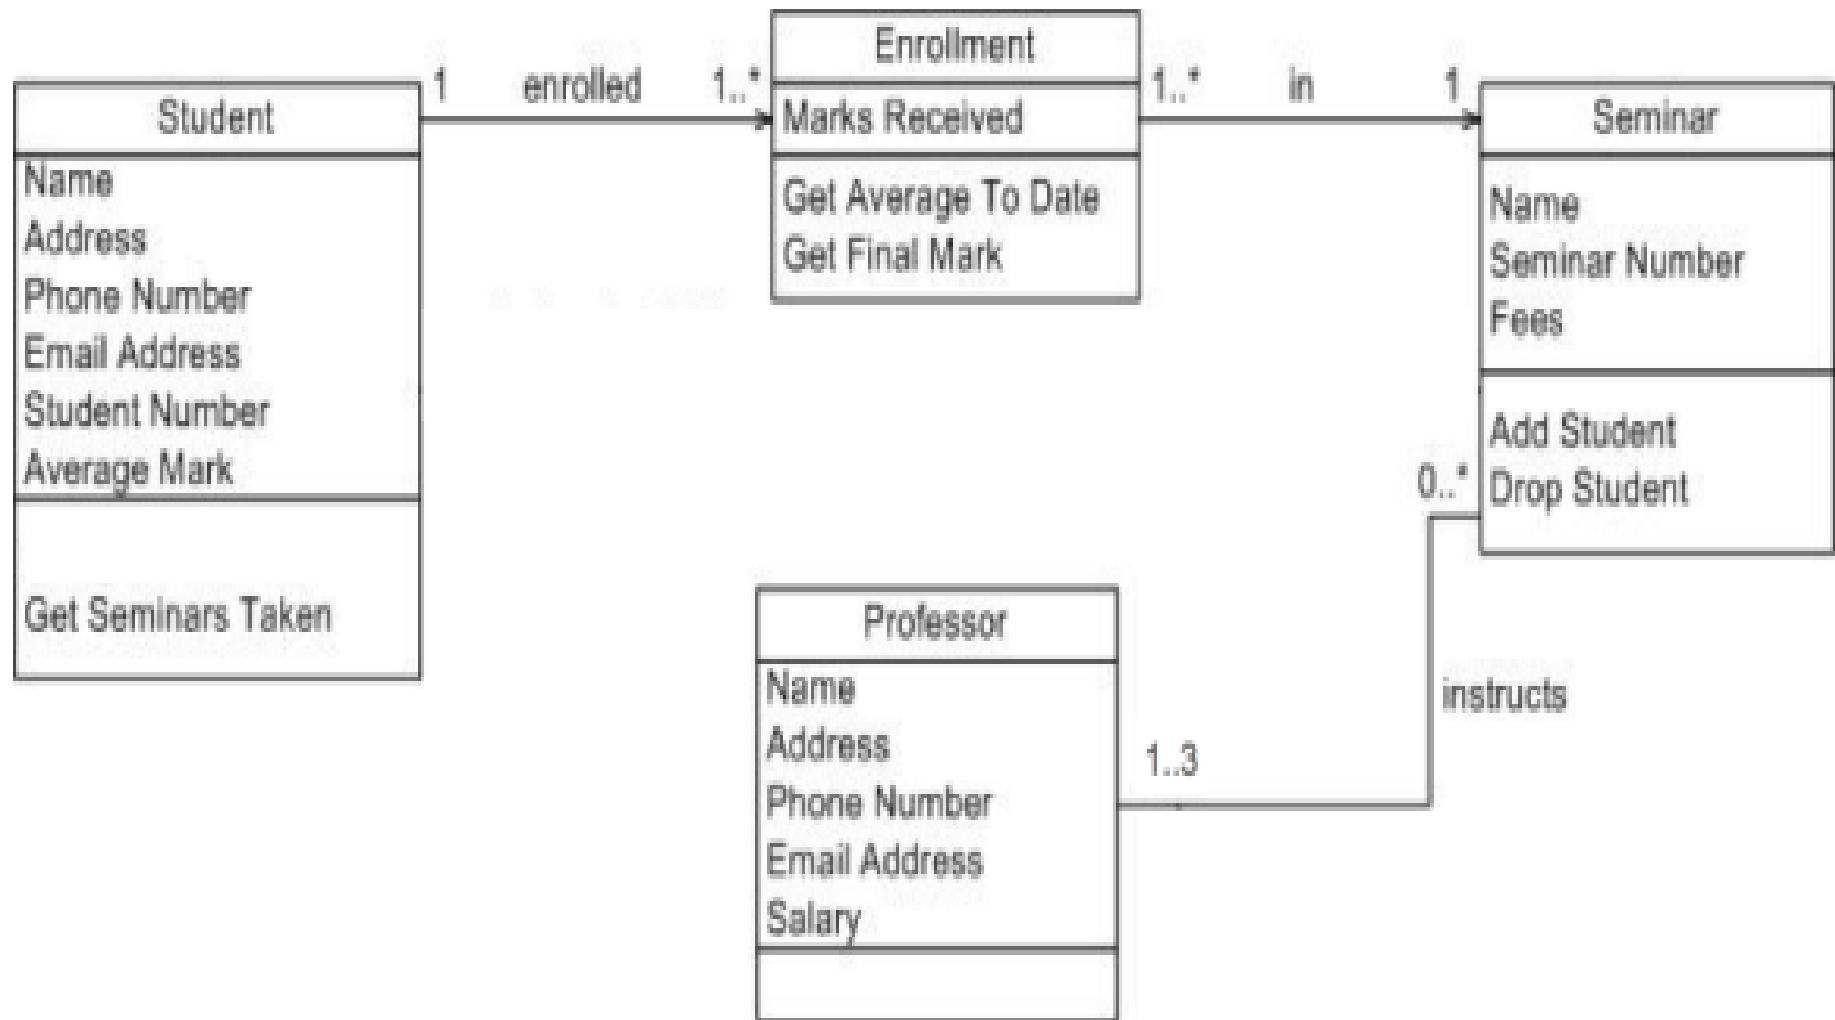 Student
Name
Address
Phone Number
Email Address
Student Number
Average Mark
Get Seminars Taken
1 enrolled 1..*
Enrollment
Marks Received
Get Average To Date
Get Final Mark
1..* in 1
Seminar
Name
Seminar Number
Fees
Add Student
Drop Student
0..*
instructs
1..3
Professor
Name
Address
Phone Number
Email Address
Salary